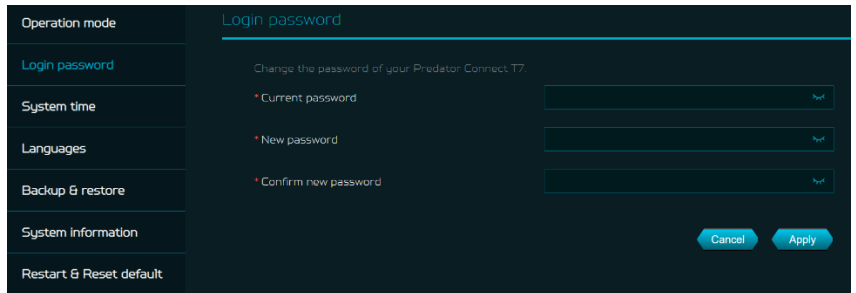 Operation mode
Login password
System time
Languages
Backup & restore
System information
Restart & Reset default
Login password
Change the password of your Predator Connect T7.
* Current password
* New password
* Confirm new password
Cancel
Apply